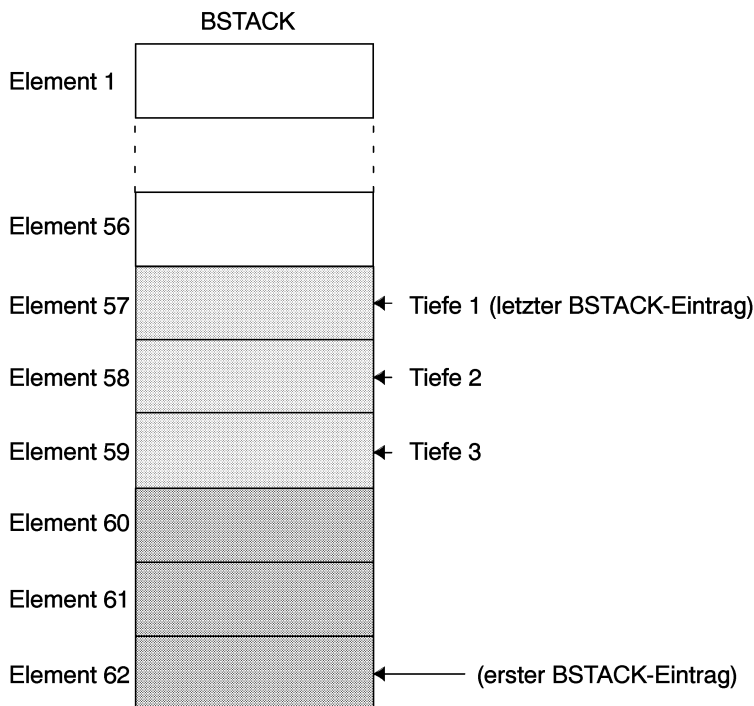 BSTACK
Element 1
Element 56
Element 57
Tiefe 1 (letzter BSTACK-Eintrag)
Element 58
Tiefe 2
Element 59
Tiefe 3
Element 60
Element 61
Element 62
(erster BSTACK-Eintrag)